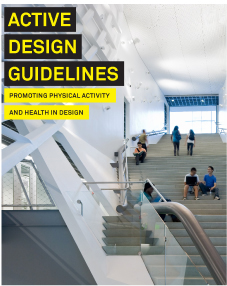 ACTIVE
DESIGN
GUIDELINES
PROMOTING PHYSICAL ACTIVITY
AND HEALTH IN DESIGN